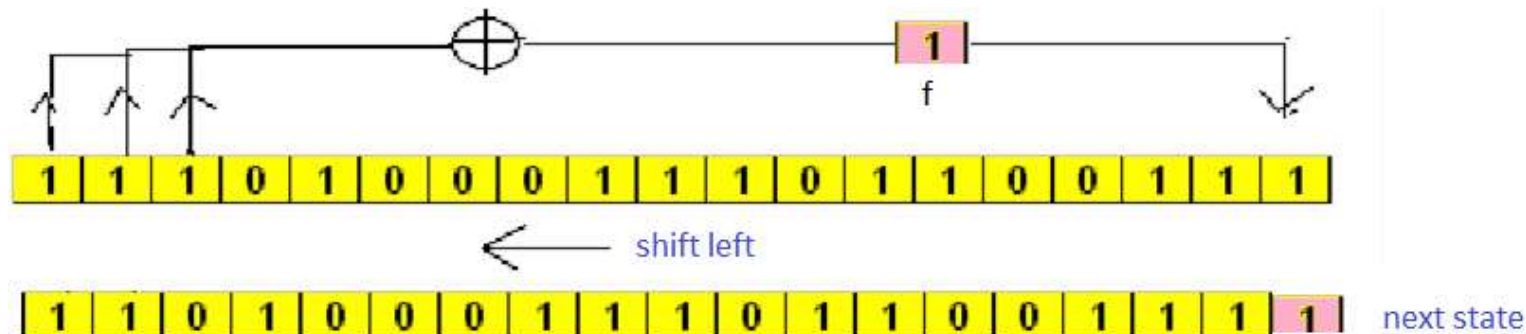 1
f
1 1 1 0 1 0 0 0 1 1 1 0 1 1 0 0 1 1 1
shift left
1 1 0 1 0 0 0 1 1 1 0 1 1 0 0 1 1 1 1 next state